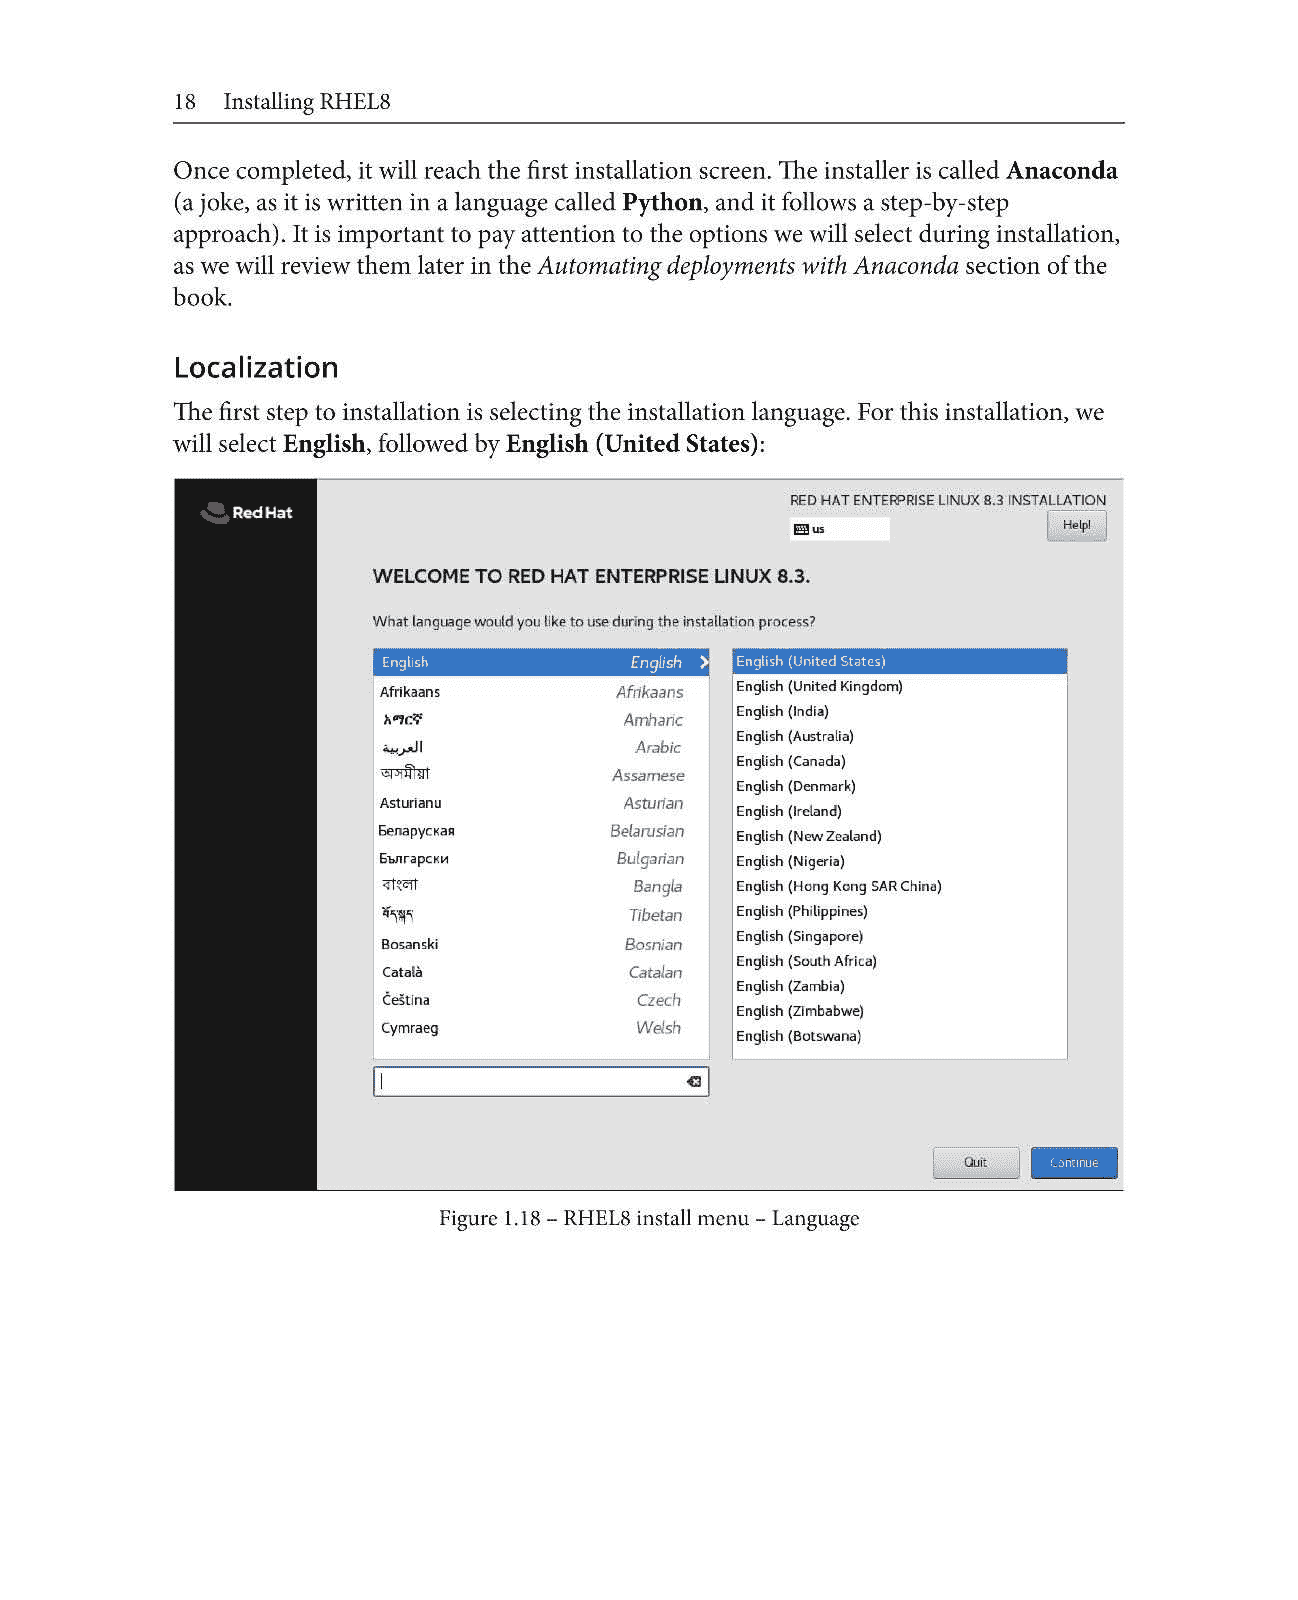 18 Installing RHEL8
Once completed, it will reach the first installation screen. The installer is called Anaconda
(a joke, as it is written in a language called Python, and it follows a step-by-step
approach). It is important to pay attention to the options we will select during installation,
as we will review them later in the Automating deployments with Anaconda section of the
book.
Localization
The first step to installation is selecting the installation language. For this installation, we
will select English, followed by English (United States):
Red Hat
RED HAT ENTERPRISE LINUX 8.3 INSTALLATION
us
Help!
WELCOME TO RED HAT ENTERPRISE LINUX 8.3.
What language would you like to use during the installation process?
English English
Afrikaans Afrikaans
አማርኛ Amharic
العربية Arabic
অসমীয়া Assamese
Asturianu Asturian
Беларуская Belarusian
Български Bulgarian
বাংলা Bangla
བོད་སྐད་ Tibetan
Bosanski Bosnian
Català Catalan
Čeština Czech
Cymraeg Welsh
English (United States)
English (United Kingdom)
English (India)
English (Australia)
English (Canada)
English (Denmark)
English (Ireland)
English (New Zealand)
English (Nigeria)
English (Hong Kong SAR China)
English (Philippines)
English (Singapore)
English (South Africa)
English (Zambia)
English (Zimbabwe)
English (Botswana)
Quit
Continue
Figure 1.18 – RHEL8 install menu – Language